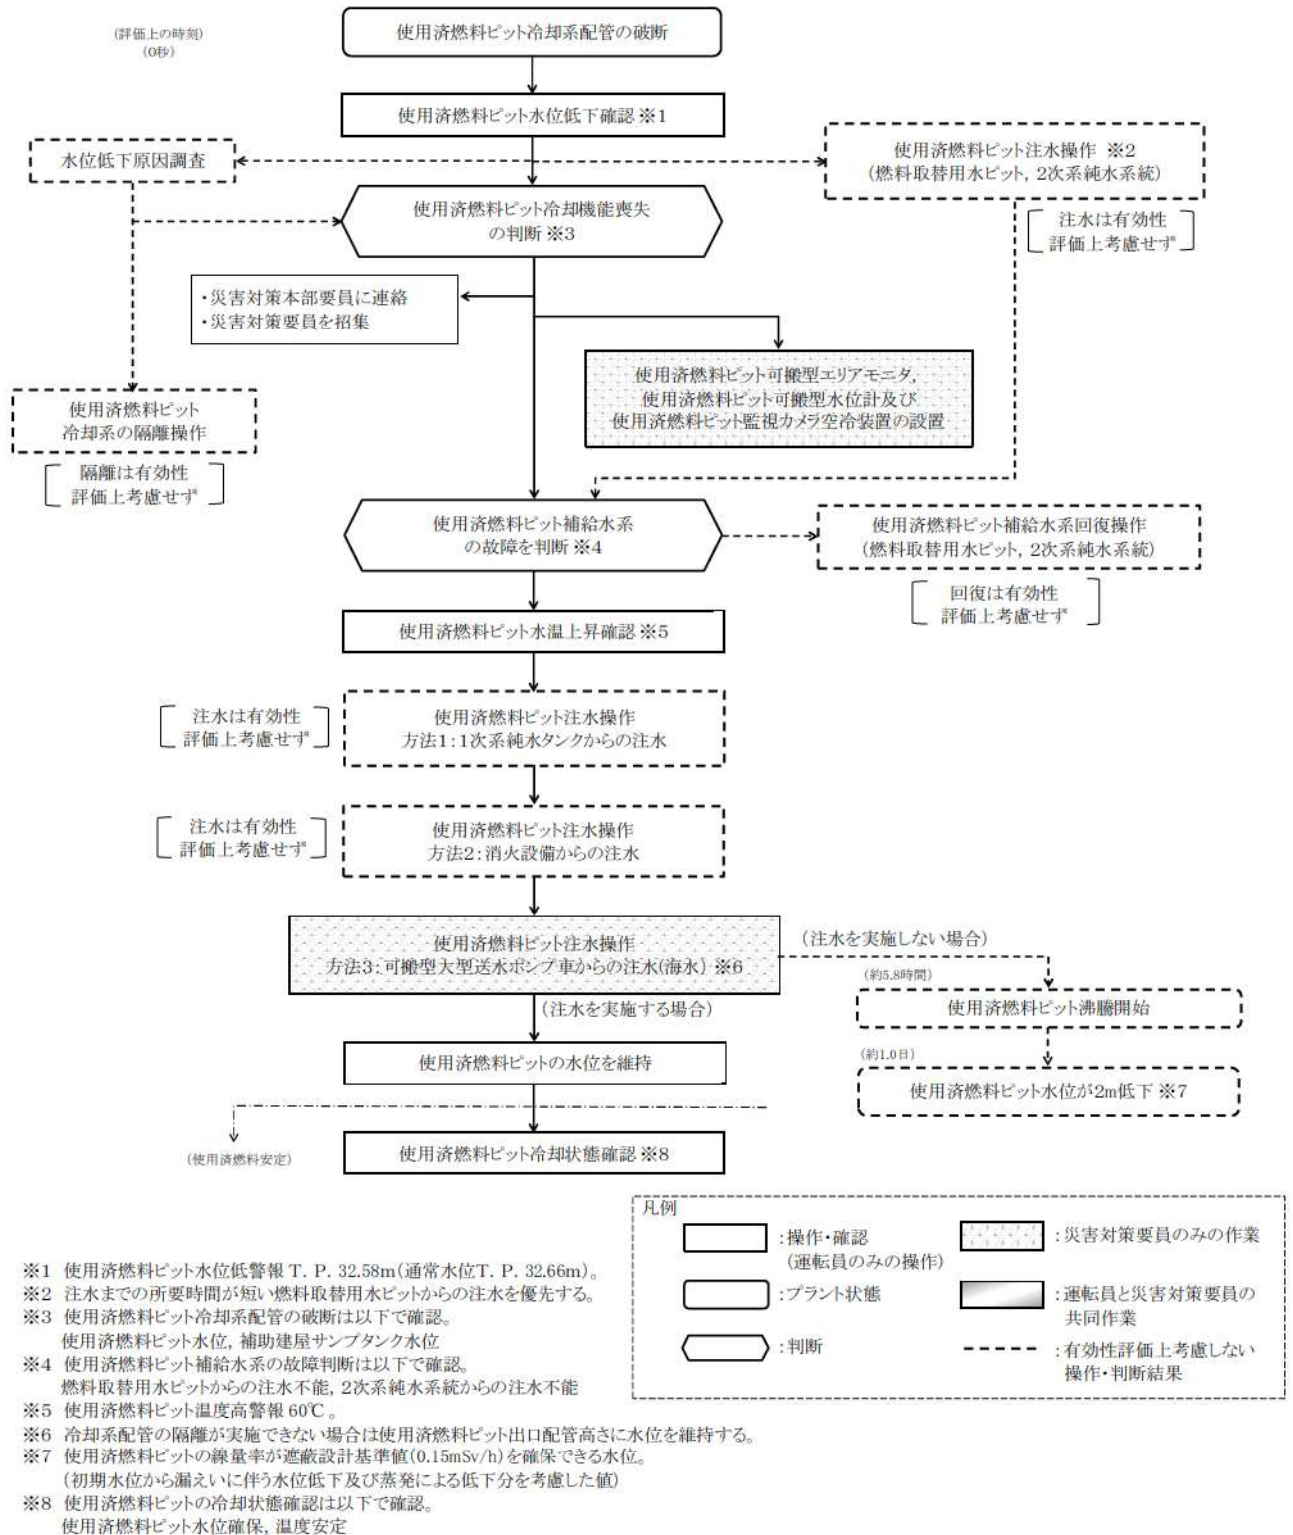 (評価上の時刻)
(0秒)
使用済燃料ピット冷却系配管の破断
使用済燃料ピット水位低下確認 ※1
水位低下原因調査
使用済燃料ピット注水操作 ※2
(燃料取替用水ピット, 2次系純水系統)
注水は有効性
評価上考慮せず*
使用済燃料ピット冷却機能喪失
の判断 ※3
・災害対策本部要員に連絡
・災害対策要員を招集
使用済燃料ピット可搬型エリアモニタ,
使用済燃料ピット可搬型水位計及び
使用済燃料ピット監視カメラ空冷装置の設置
使用済燃料ピット
冷却系の隔離操作
隔離は有効性
評価上考慮せず*
使用済燃料ピット補給水系
の故障を判断 ※4
使用済燃料ピット補給水系回復操作
(燃料取替用水ピット, 2次系純水系統)
回復は有効性
評価上考慮せず*
使用済燃料ピット水温上昇確認 ※5
注水は有効性
評価上考慮せず*
使用済燃料ピット注水操作
方法1:1次系純水タンクからの注水
注水は有効性
評価上考慮せず*
使用済燃料ピット注水操作
方法2:消火設備からの注水
使用済燃料ピット注水操作
方法3:可搬型大型送水ポンプ車からの注水(海水) ※6
(注水を実施しない場合)
(約5.8時間)
使用済燃料ピット沸騰開始
(注水を実施する場合)
(約1.0日)
使用済燃料ピット水位が2m低下 ※7
使用済燃料ピットの水位を維持
(使用済燃料安定)
使用済燃料ピット冷却状態確認 ※8
凡例
:操作・確認
(運転員のみの操作)
:災害対策要員のみの作業
:プラント状態
:運転員と災害対策要員の
共同作業
:判断
:有効性評価上考慮しない
操作・判断結果
※1 使用済燃料ピット水位低警報 T. P. 32.58m(通常水位T. P. 32.66m)。
※2 注水までの所要時間が短い燃料取替用水ピットからの注水を優先する。
※3 使用済燃料ピット冷却系配管の破断は以下で確認。
使用済燃料ピット水位, 補助建屋サンプタンク水位
※4 使用済燃料ピット補給水系の故障判断は以下で確認。
燃料取替用水ピットからの注水不能, 2次系純水系統からの注水不能
※5 使用済燃料ピット温度高警報 60℃。
※6 冷却系配管の隔離が実施できない場合は使用済燃料ピット出口配管高さに水位を維持する。
※7 使用済燃料ピットの線量率が遮蔽設計基準値(0.15mSv/h)を確保できる水位。
(初期水位から漏えいに伴う水位低下及び蒸発による低下分を考慮した値)
※8 使用済燃料ピットの冷却状態確認は以下で確認。
使用済燃料ピット水位確保, 温度安定